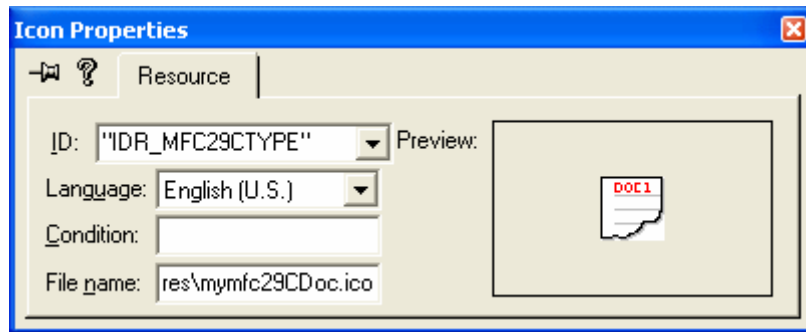 Icon Properties
Resource
ID: "IDR_MFC29CTYPE" Preview:
DOC1
Language: English (U.S.)
Condition:
File name: res\mymfc29CDoc.ico